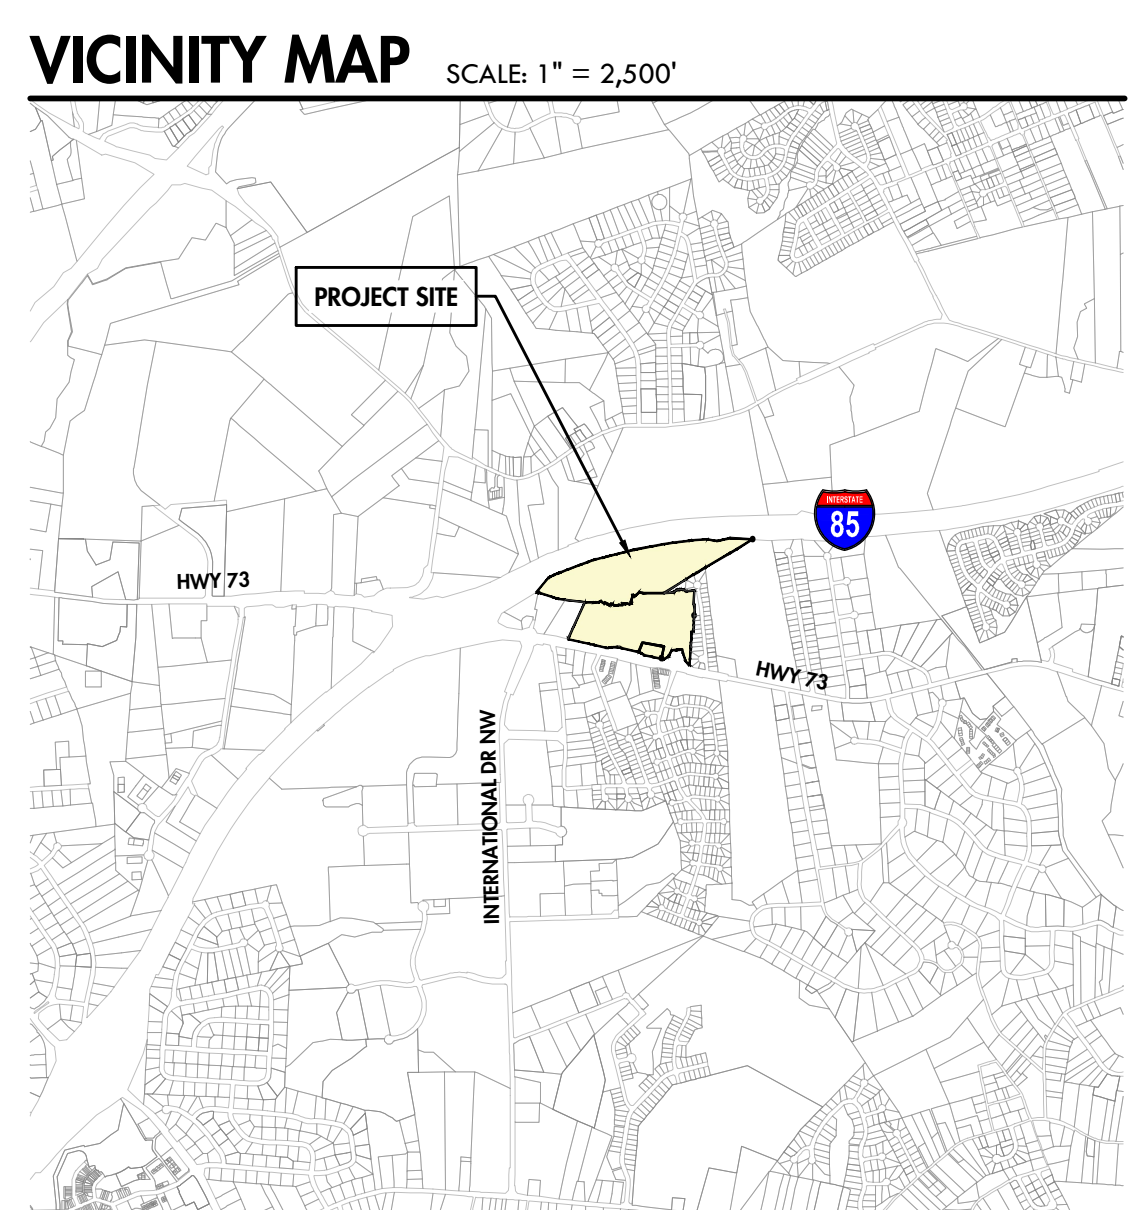 VICINITY MAP SCALE: 1" = 2,500'
PROJECT SITE
INTERSTATE
85
HWY 73
HWY 73
INTERNATIONAL DR NW